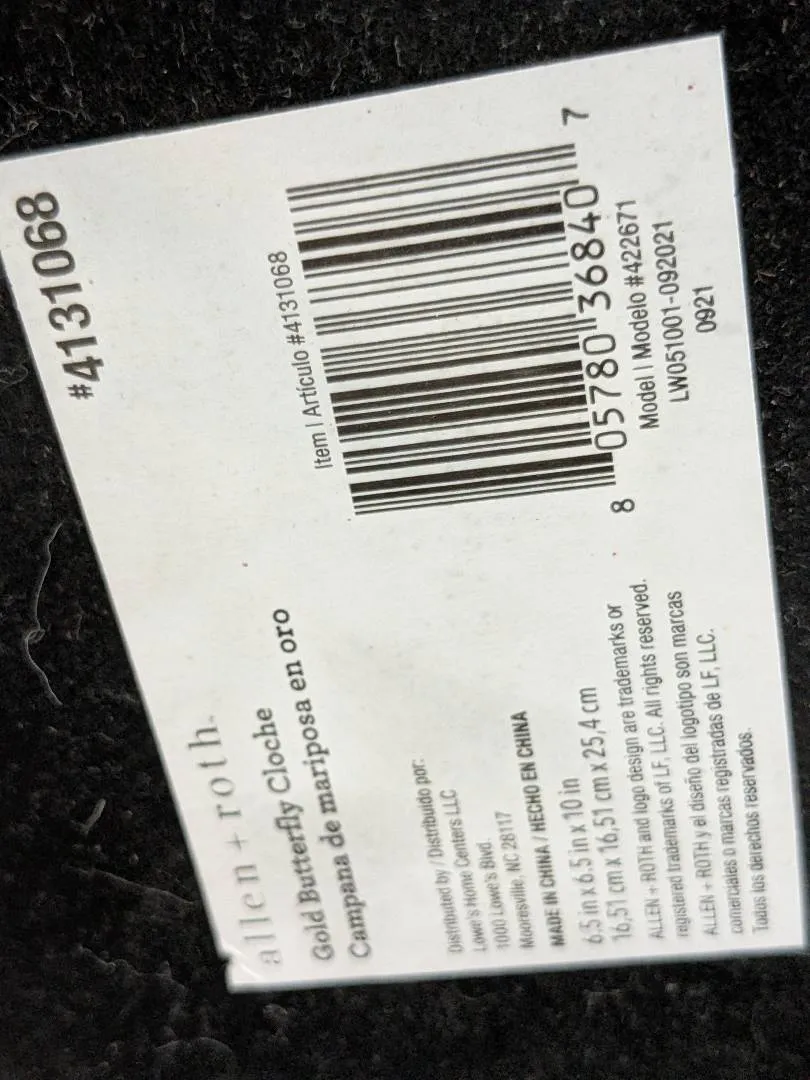 #4131068
allen + roth.
Gold Butterfly Cloche
Campana de mariposa en oro
Item | Artículo #4131068
8 05780 36840 7
Model | Modelo #422671
LW051001-092021
0921
Distributed by / Distribuido por:
Lowe's Home Centers LLC
1000 Lowe's Blvd.
Mooresville, NC 28117
MADE IN CHINA / HECHO EN CHINA
6.5 in x 6.5 in x 10 in
16,51 cm x 16,51 cm x 25,4 cm
ALLEN + ROTH and logo design are trademarks or
registered trademarks of LF, LLC. All rights reserved.
ALLEN + ROTH y el diseño del logotipo son marcas
comerciales o marcas registradas de LF, LLC.
Todos los derechos reservados.